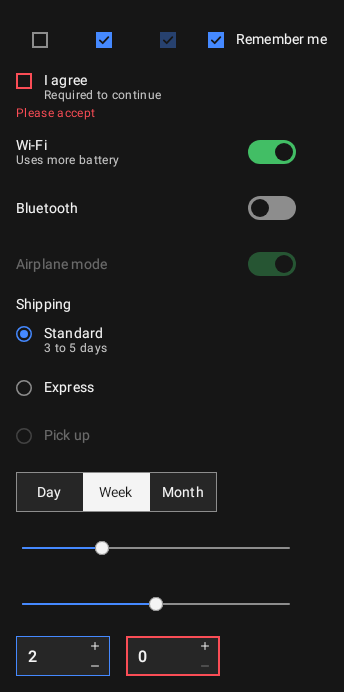 Remember me
I agree
Required to continue
Please accept
Wi-Fi
Uses more battery
Bluetooth
Airplane mode
Shipping
Standard
3 to 5 days
Express
Pick up
Day Week Month
2 + − 0 + −